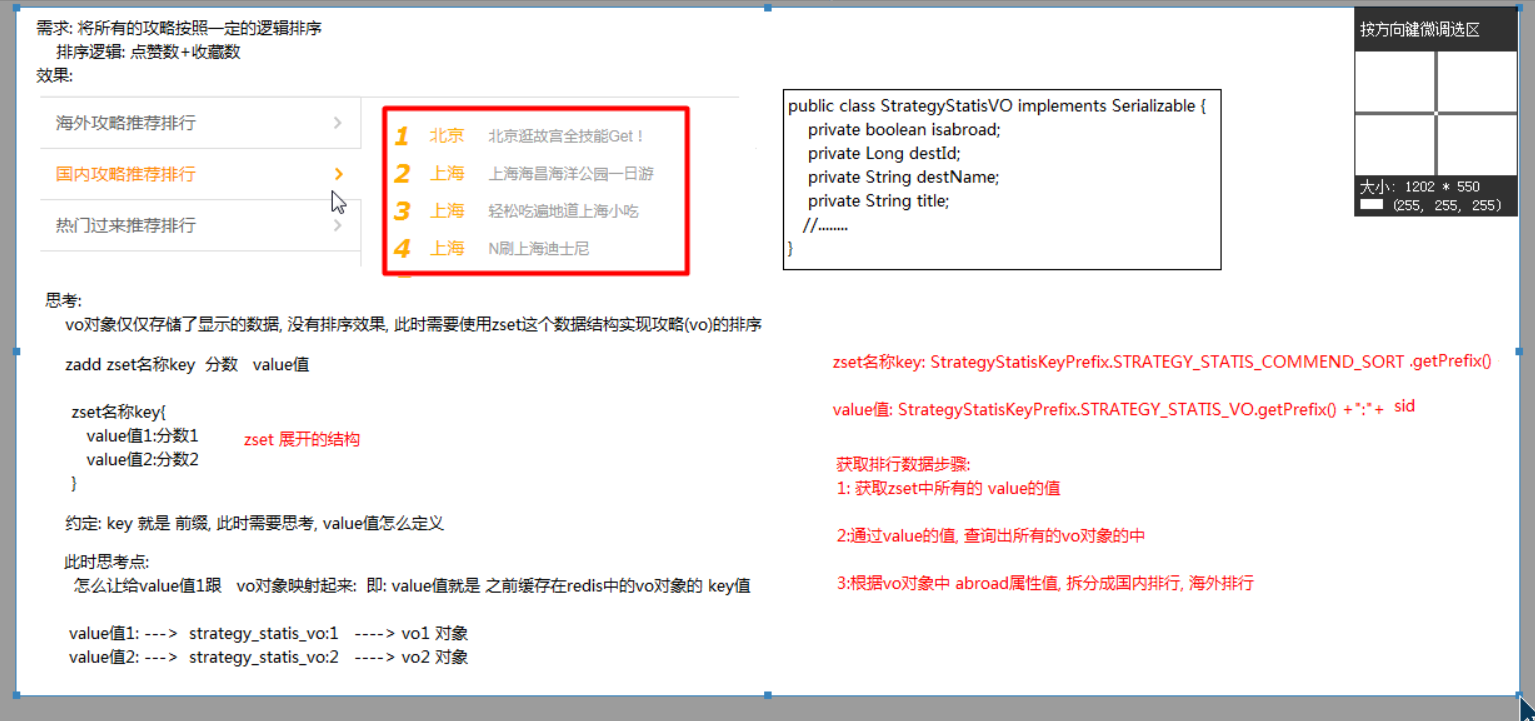 需求: 将所有的攻略按照一定的逻辑排序
排序逻辑: 点赞数+收藏数
效果:
海外攻略推荐排行
国内攻略推荐排行
热门过来推荐排行
1 北京 北京逛故宫全技能Get！
2 上海 上海海昌海洋公园一日游
3 上海 轻松吃遍地道上海小吃
4 上海 N刷上海迪士尼
public class StrategyStatisVO implements Serializable {
private boolean isabroad;
private Long destId;
private String destName;
private String title;
//........
}
按方向键微调选区
大小: 1202 * 550
(255, 255, 255)
思考:
vo对象仅仅存储了显示的数据, 没有排序效果, 此时需要使用zset这个数据结构实现攻略(vo)的排序
zadd zset名称key 分数 value值
zset名称key{
value值1:分数1
value值2:分数2
}
zset 展开的结构
约定: key 就是 前缀, 此时需要思考, value值怎么定义
此时思考点:
怎么让给value值1跟 vo对象映射起来: 即: value值就是 之前缓存在redis中的vo对象的 key值
value值1: ---> strategy_statis_vo:1 ----> vo1 对象
value值2: ---> strategy_statis_vo:2 ----> vo2 对象
zset名称key: StrategyStatisKeyPrefix.STRATEGY_STATIS_COMMEND_SORT .getPrefix()
value值: StrategyStatisKeyPrefix.STRATEGY_STATIS_VO.getPrefix() +":"+ sid
获取排行数据步骤:
1: 获取zset中所有的 value的值
2:通过value的值, 查询出所有的vo对象的中
3:根据vo对象中 abroad属性值, 拆分成国内排行, 海外排行